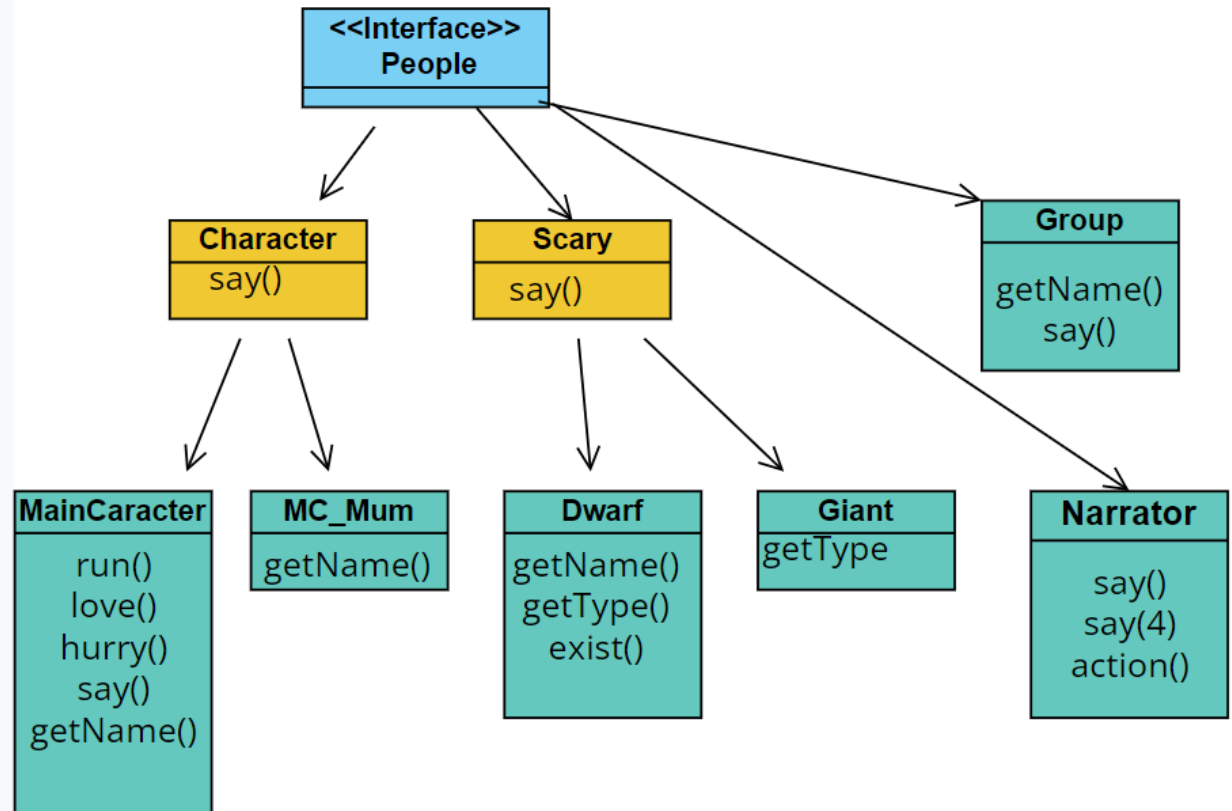 <<Interface>>
People
Character
say()
Scary
say()
Group
getName()
say()
MainCaracter
run()
love()
hurry()
say()
getName()
MC_Mum
getName()
Dwarf
getName()
getType()
exist()
Giant
getType
Narrator
say()
say(4)
action()